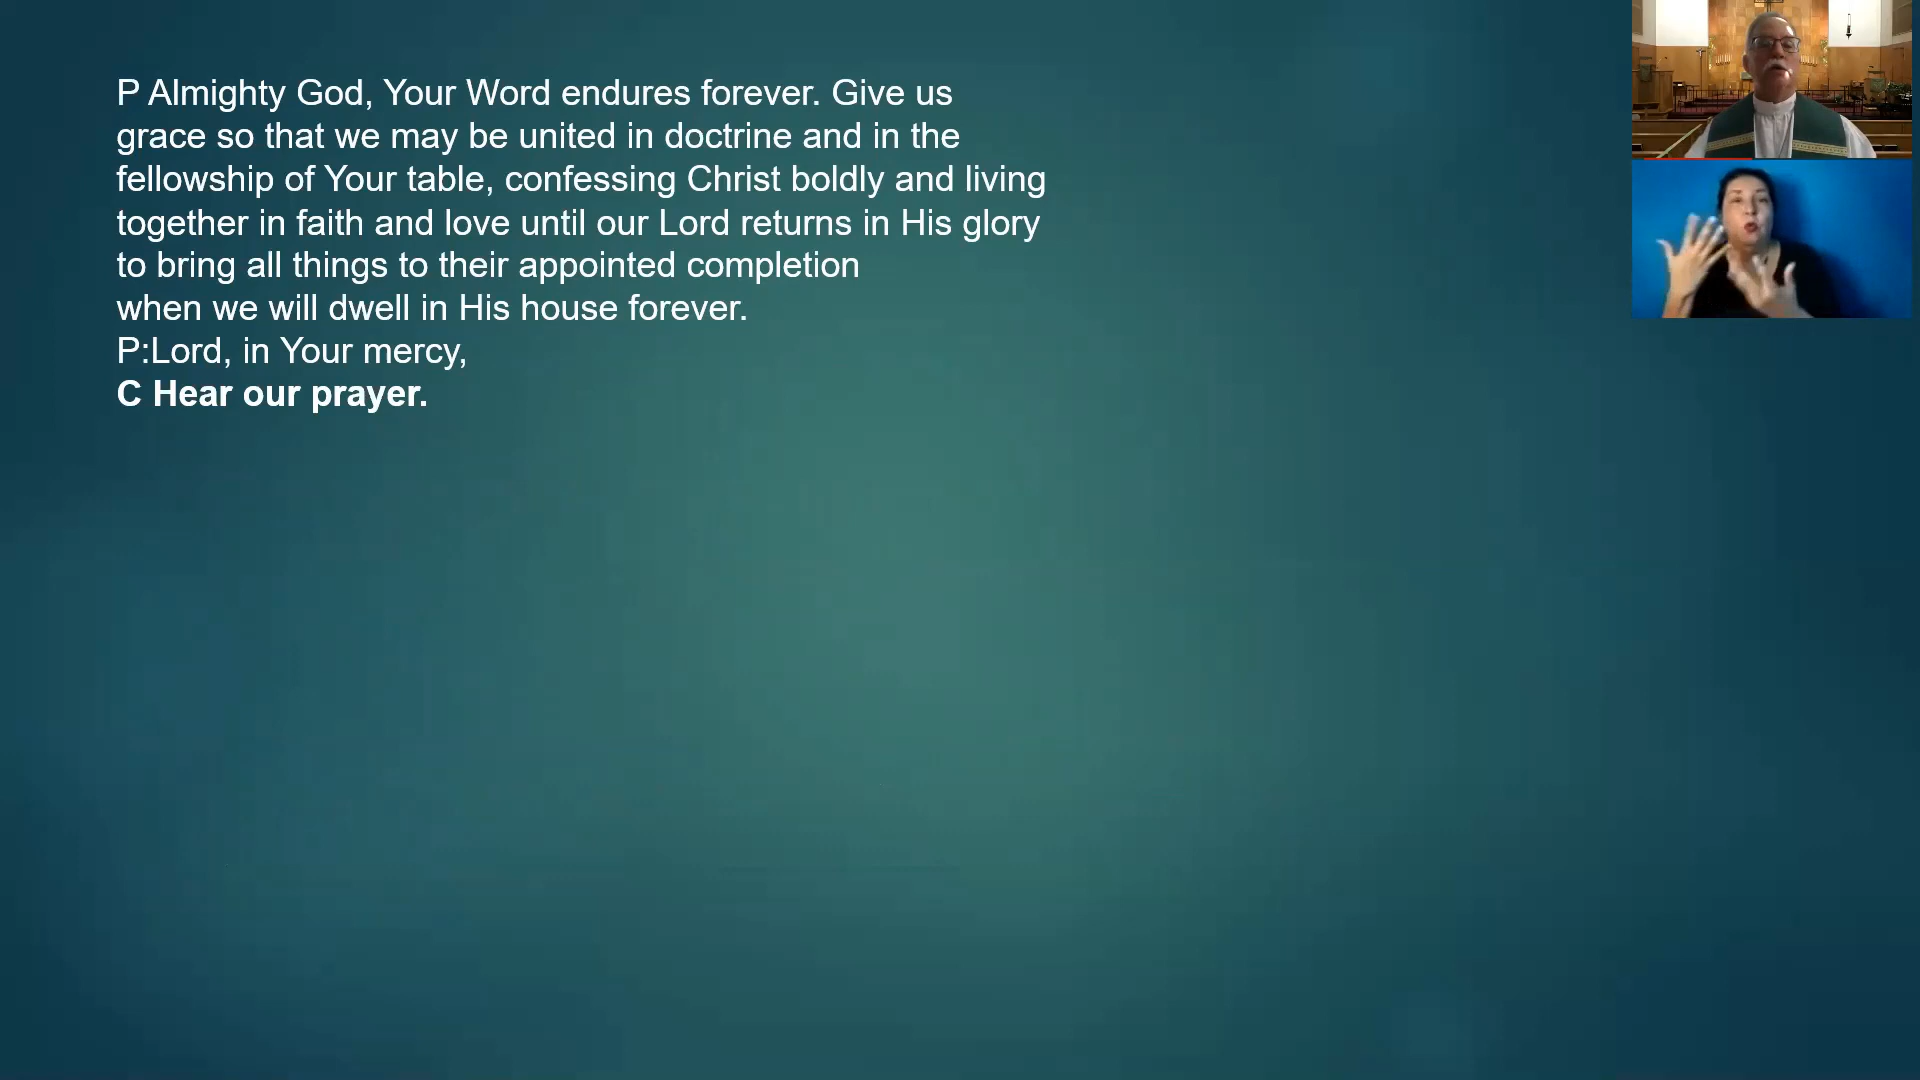 P Almighty God, Your Word endures forever. Give us
grace so that we may be united in doctrine and in the
fellowship of Your table, confessing Christ boldly and living
together in faith and love until our Lord returns in His glory
to bring all things to their appointed completion
when we will dwell in His house forever.
P:Lord, in Your mercy,
C Hear our prayer.